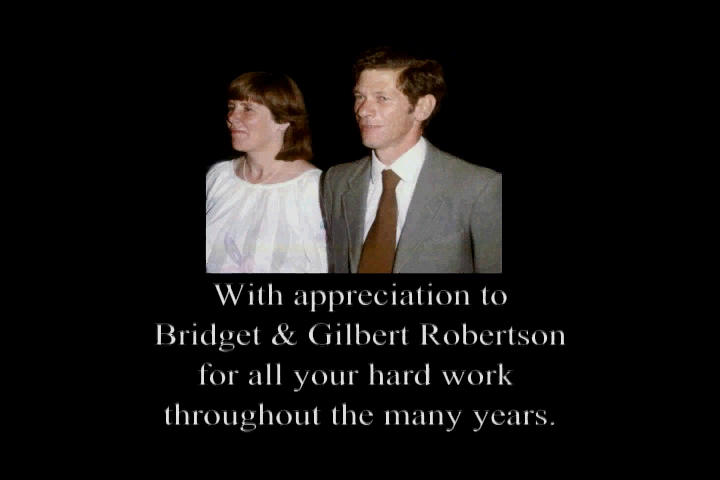 With appreciation to
Bridget & Gilbert Robertson
for all your hard work
throughout the many years.